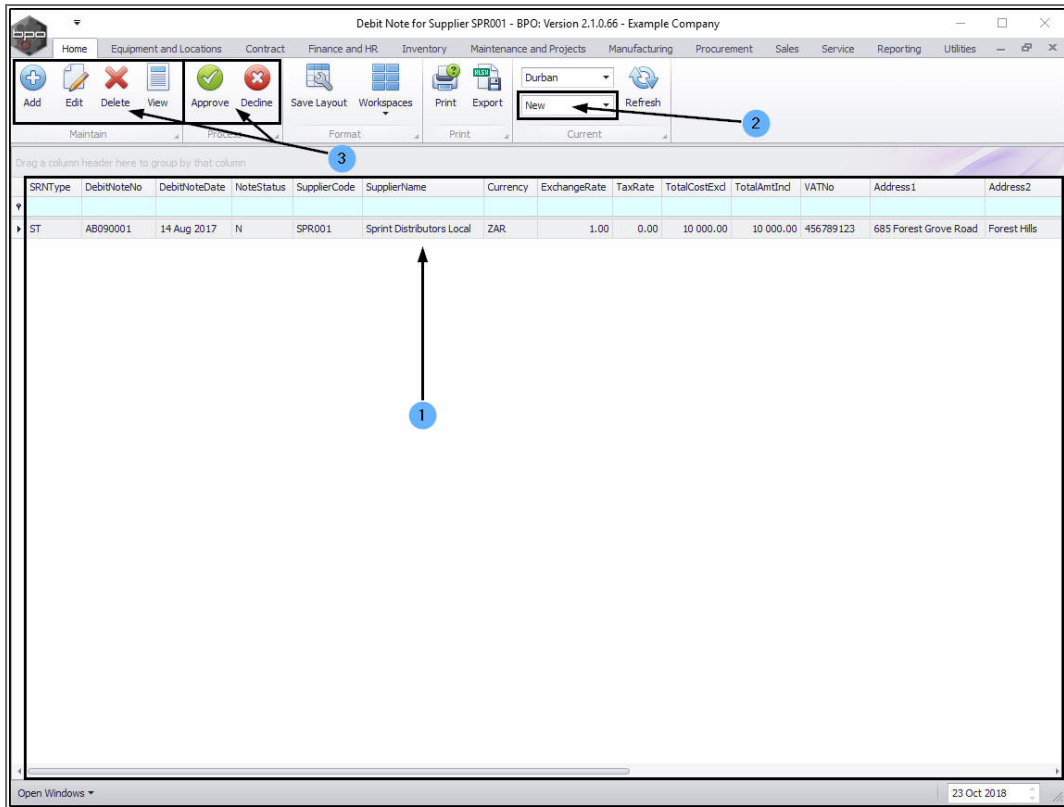 Debit Note for Supplier SPR001 - BPO: Version 2.1.0.66 - Example Company
bpo
Home Equipment and Locations Contract Finance and HR Inventory Maintenance and Projects Manufacturing Procurement Sales Service Reporting Utilities
Add Edit Delete View Approve Decline Save Layout Workspaces Print Export Durban Refresh
New
2
Maintain Process Format Print Current
3
Drag a column header here to group by that column
SRNType DebitNoteNo DebitNoteDate NoteStatus SupplierCode SupplierName Currency ExchangeRate TaxRate TotalCostExcl TotalAmtIncl VATNo Address1 Address2
ST AB090001 14 Aug 2017 N SPR001 Sprint Distributors Local ZAR 1.00 0.00 10 000.00 10 000.00 456789123 685 Forest Grove Road Forest Hills
1
Open Windows 23 Oct 2018